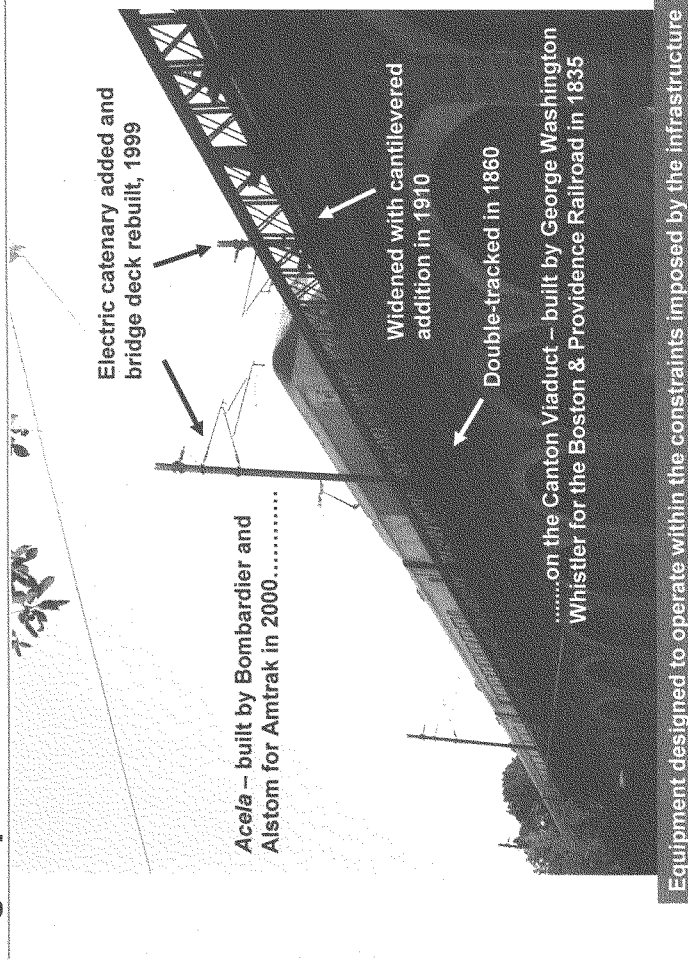 Electric catenary added and
bridge deck rebuilt, 1999
Acela – built by Bombardier and
Alstom for Amtrak in 2000............
Widened with cantilevered
addition in 1910
Double-tracked in 1860
........on the Canton Viaduct – built by George Washington
Whistler for the Boston & Providence Railroad in 1835
Equipment designed to operate within the constraints imposed by the infrastructure